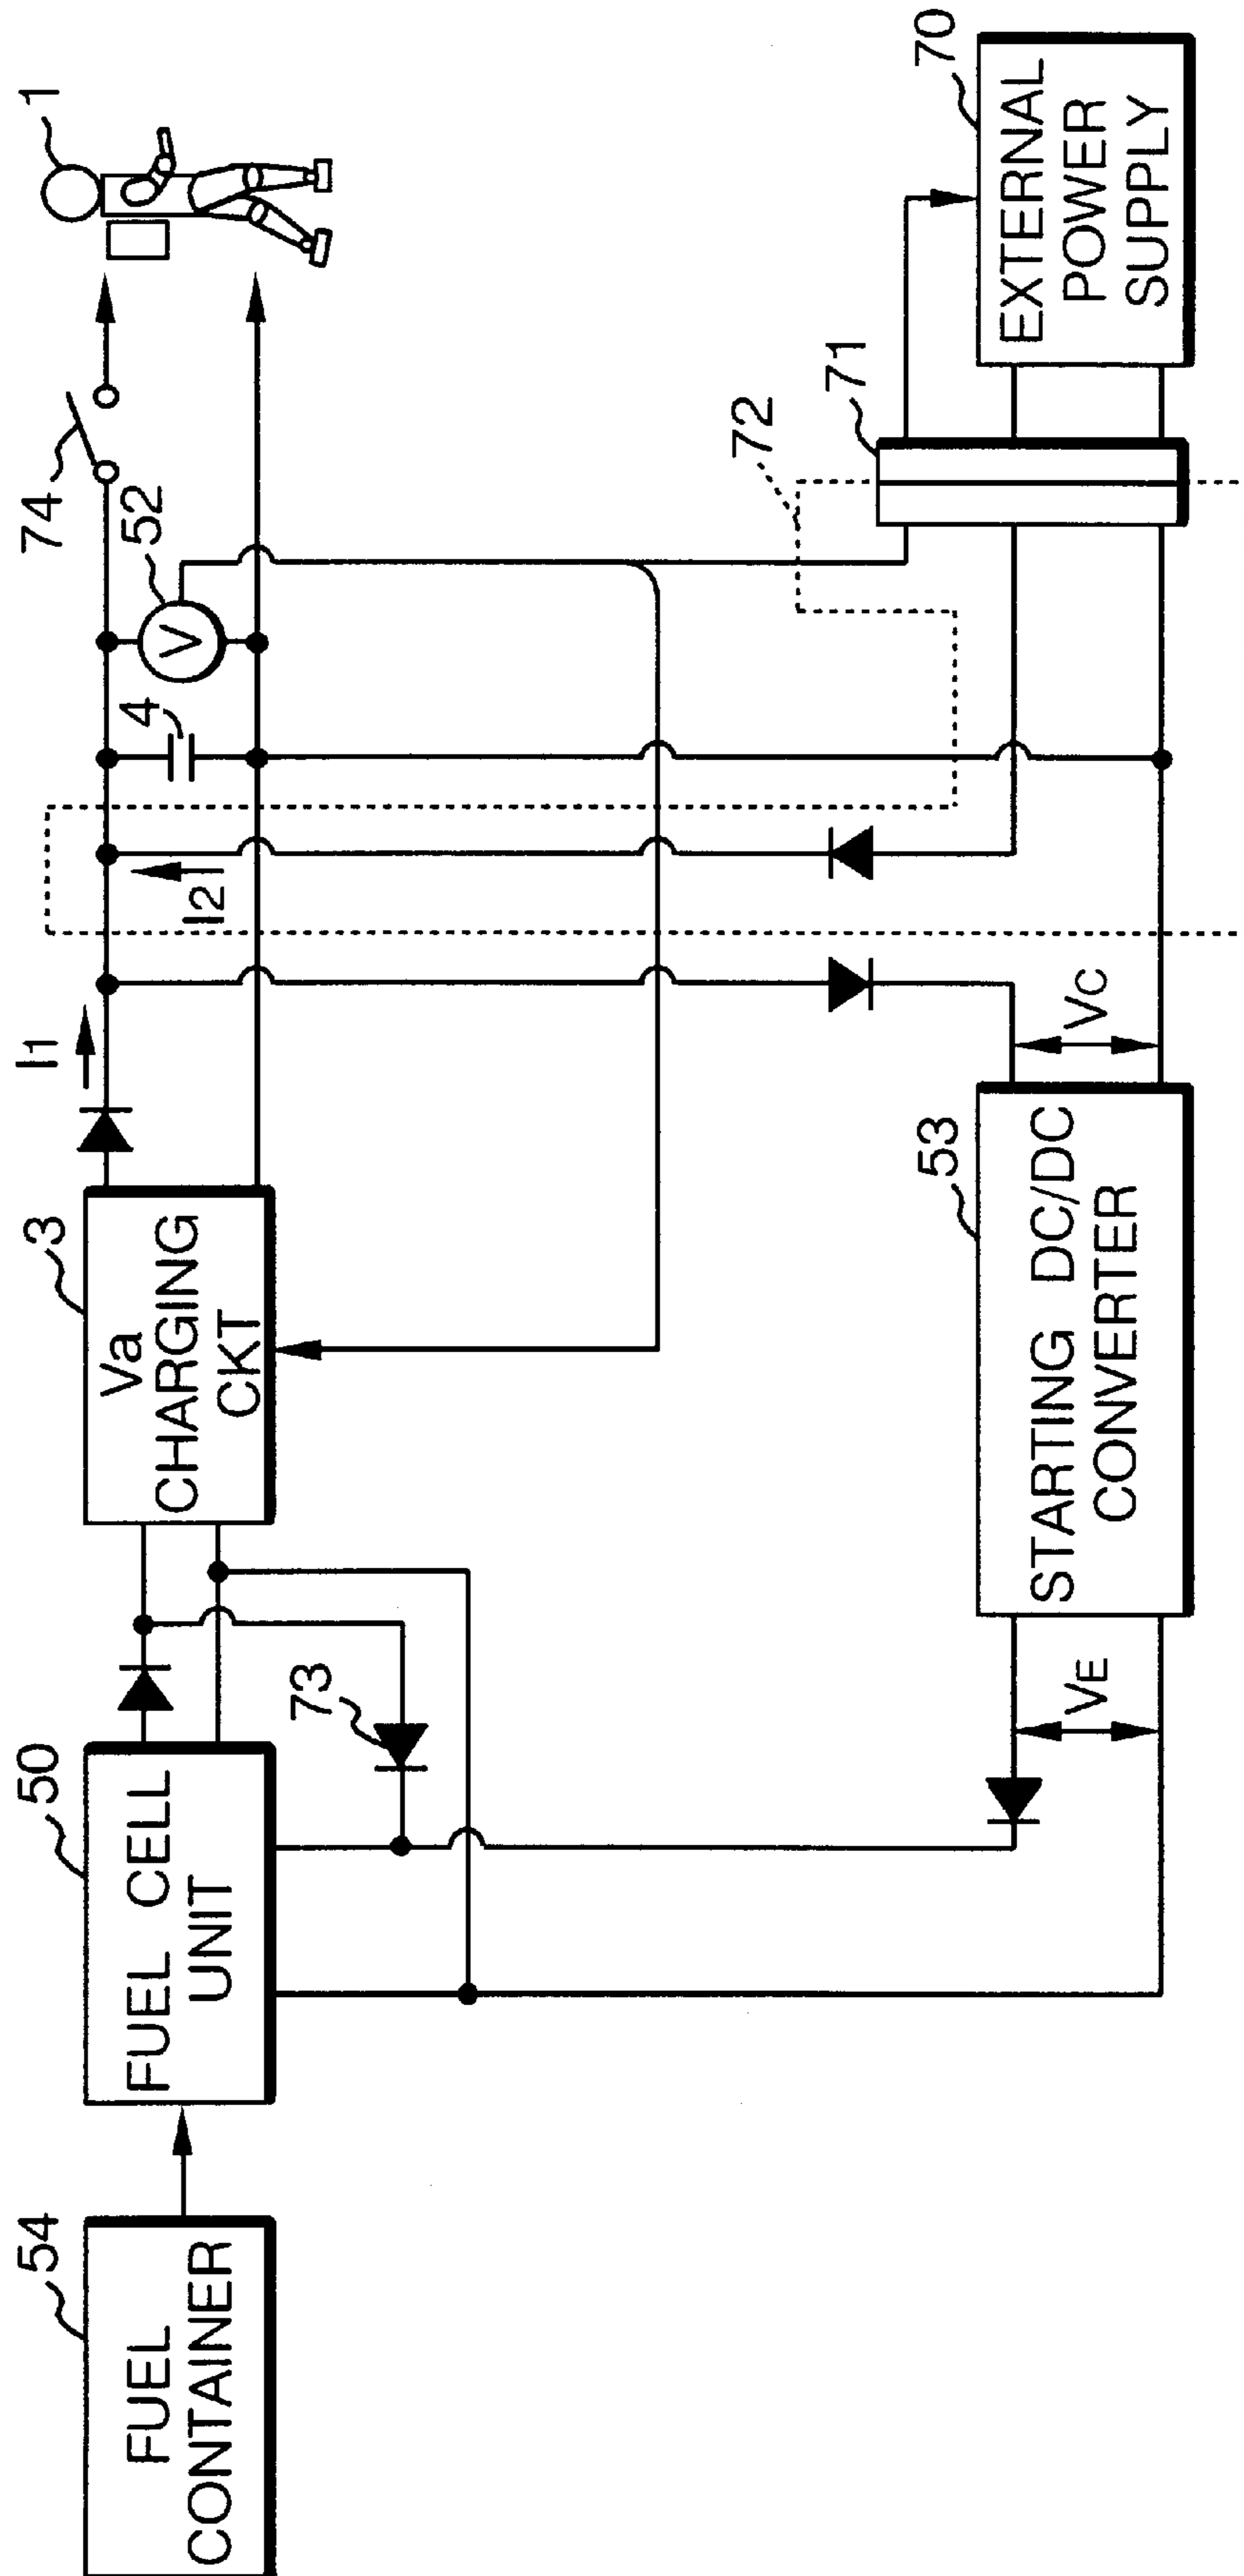 54
FUEL
CONTAINER
50
FUEL CELL
UNIT
73
3
Va
CHARGING
CKT
I1
I2
4
52
V
74
1
72
71
70
EXTERNAL
POWER
SUPPLY
53
STARTING DC/DC
CONVERTER
VE
VC